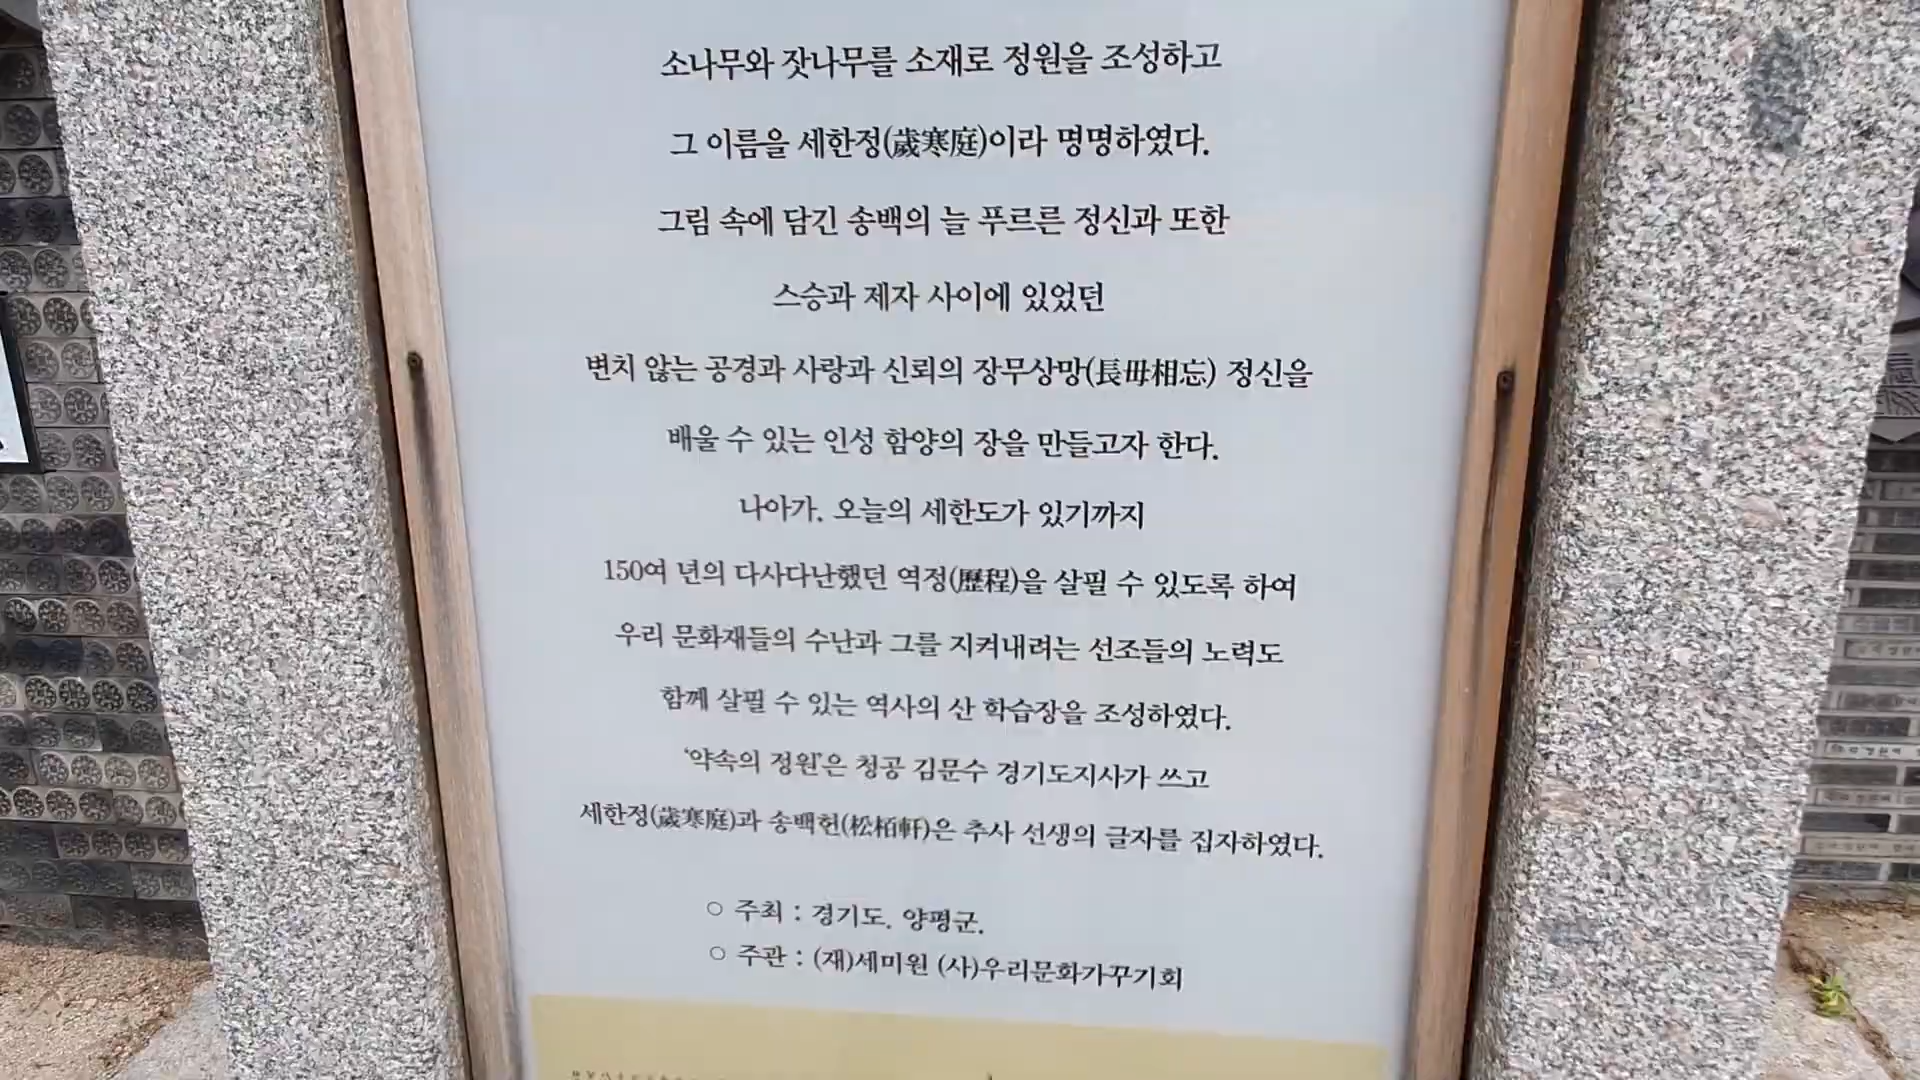 소나무와 잣나무를 소재로 정원을 조성하고
그 이름을 세한정(歲寒庭)이라 명명하였다.
그림 속에 담긴 송백의 늘 푸르른 정신과 또한
스승과 제자 사이에 있었던
변치 않는 공경과 사랑과 신뢰의 장무상망(長毋相忘) 정신을
배울 수 있는 인성 함양의 장을 만들고자 한다.
나아가. 오늘의 세한도가 있기까지
150여 년의 다사다난했던 역정(歷程)을 살필 수 있도록 하여
우리 문화재들의 수난과 그를 지켜내려는 선조들의 노력도
함께 살필 수 있는 역사의 산 학습장을 조성하였다.
'약속의 정원'은 청공 김문수 경기도지사가 쓰고
세한정(歲寒庭)과 송백헌(松栢軒)은 추사 선생의 글자를 집자하였다.
○ 주최 : 경기도. 양평군.
○ 주관 : (재)세미원 (사)우리문화가꾸기회